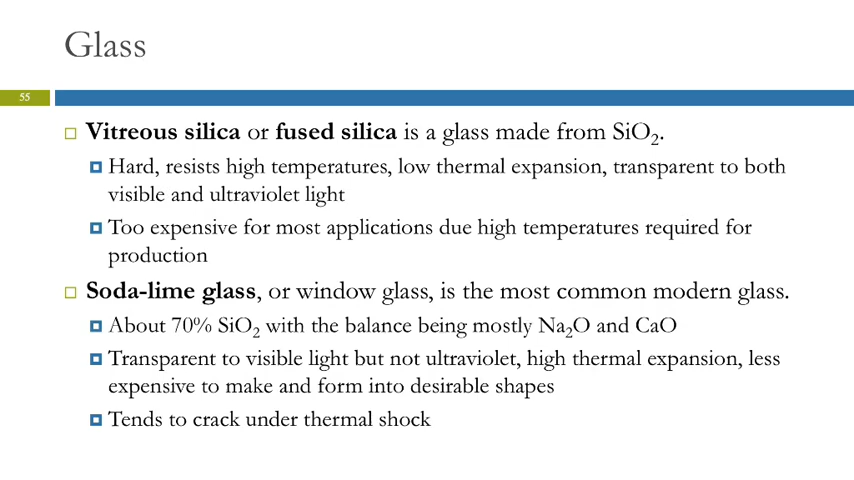 Glass
55
Vitreous silica or fused silica is a glass made from SiO₂.
Hard, resists high temperatures, low thermal expansion, transparent to both
visible and ultraviolet light
Too expensive for most applications due high temperatures required for
production
Soda-lime glass, or window glass, is the most common modern glass.
About 70% SiO₂ with the balance being mostly Na₂O and CaO
Transparent to visible light but not ultraviolet, high thermal expansion, less
expensive to make and form into desirable shapes
Tends to crack under thermal shock